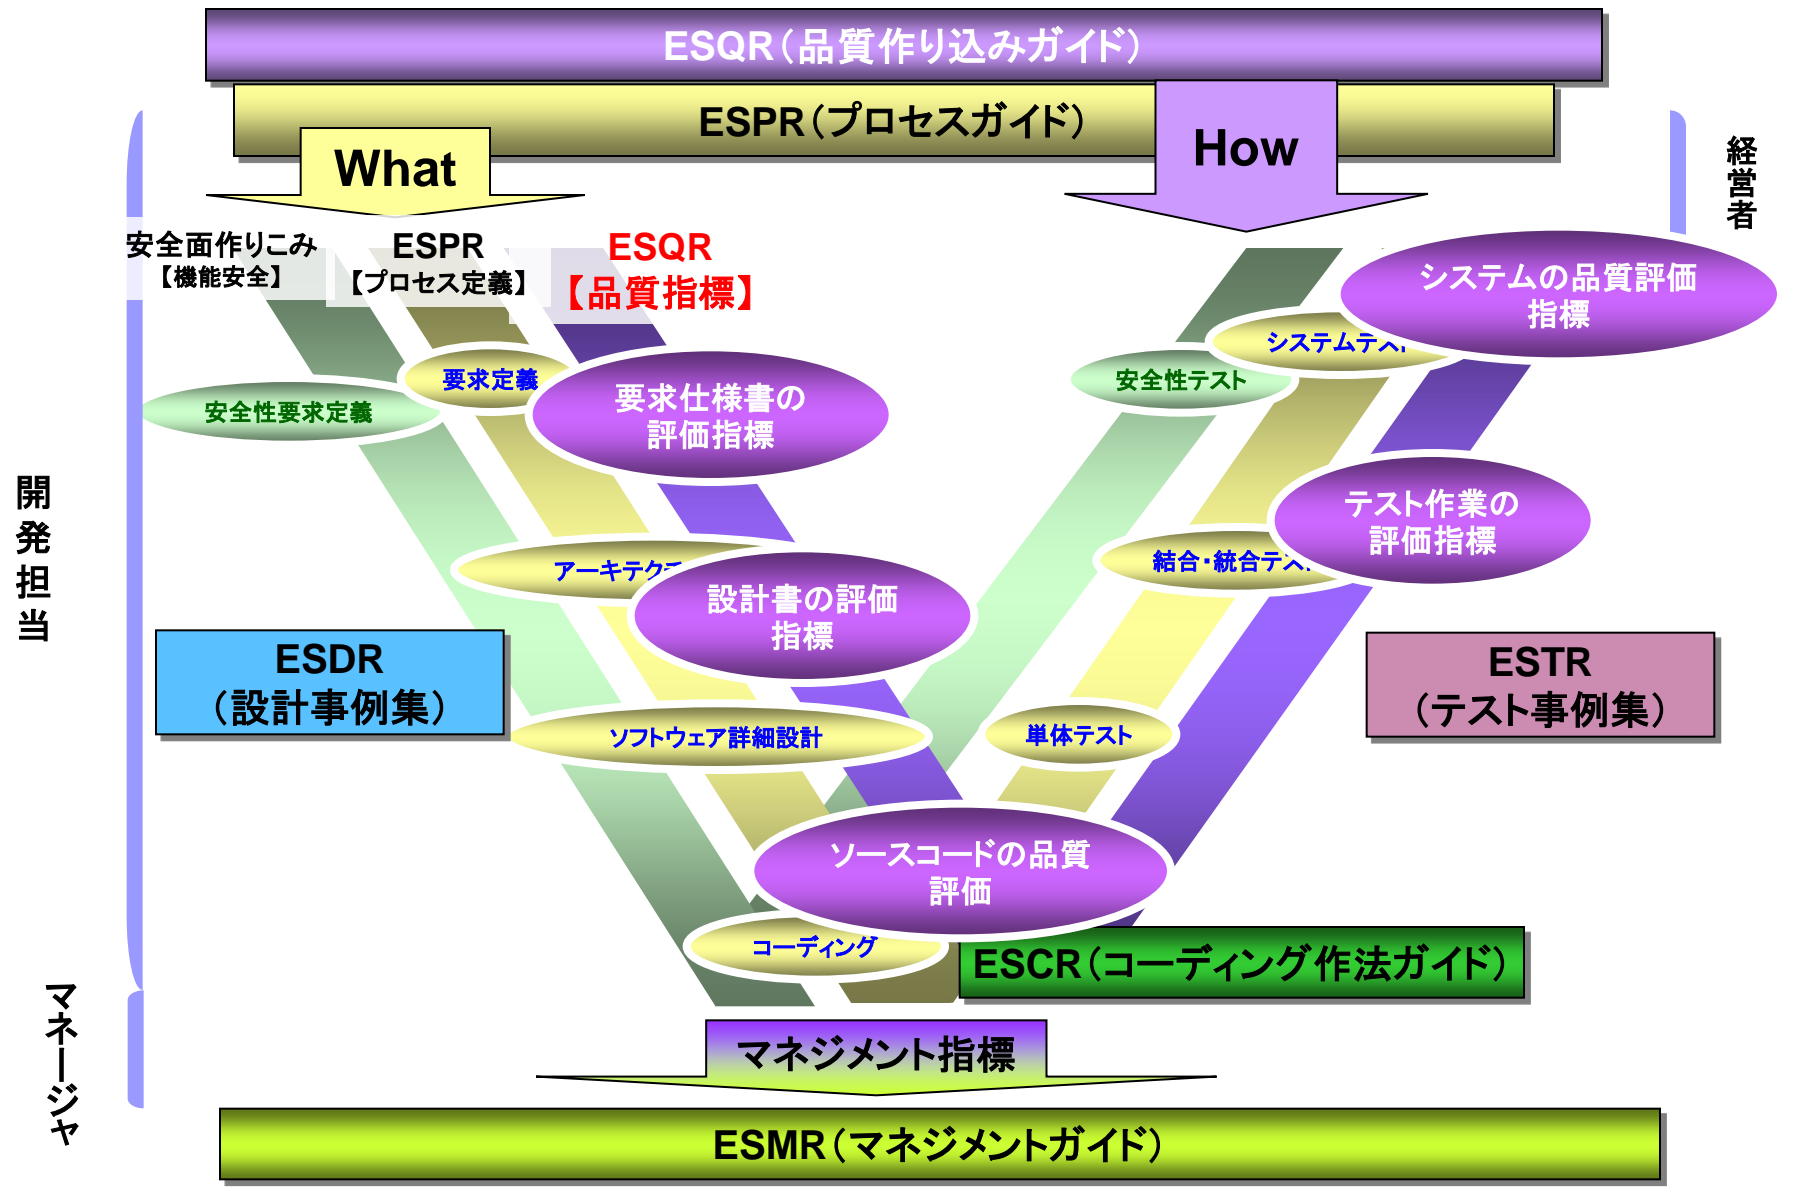 ESQR（品質作り込みガイド）
ESPR（プロセスガイド）
What
How
経営者
安全面作りこみ
【機能安全】
ESPR
【プロセス定義】
ESQR
【品質指標】
システムの品質評価
指標
システムテスト
安全性テスト
要求定義
安全性要求定義
要求仕様書の
評価指標
テスト作業の
評価指標
結合・統合テスト
アーキテクチ
設計書の評価
指標
開発担当
ESDR
（設計事例集）
ESTR
（テスト事例集）
ソフトウェア詳細設計
単体テスト
ソースコードの品質
評価
コーディング
ESCR（コーディング作法ガイド）
マネージャ
マネジメント指標
ESMR（マネジメントガイド）